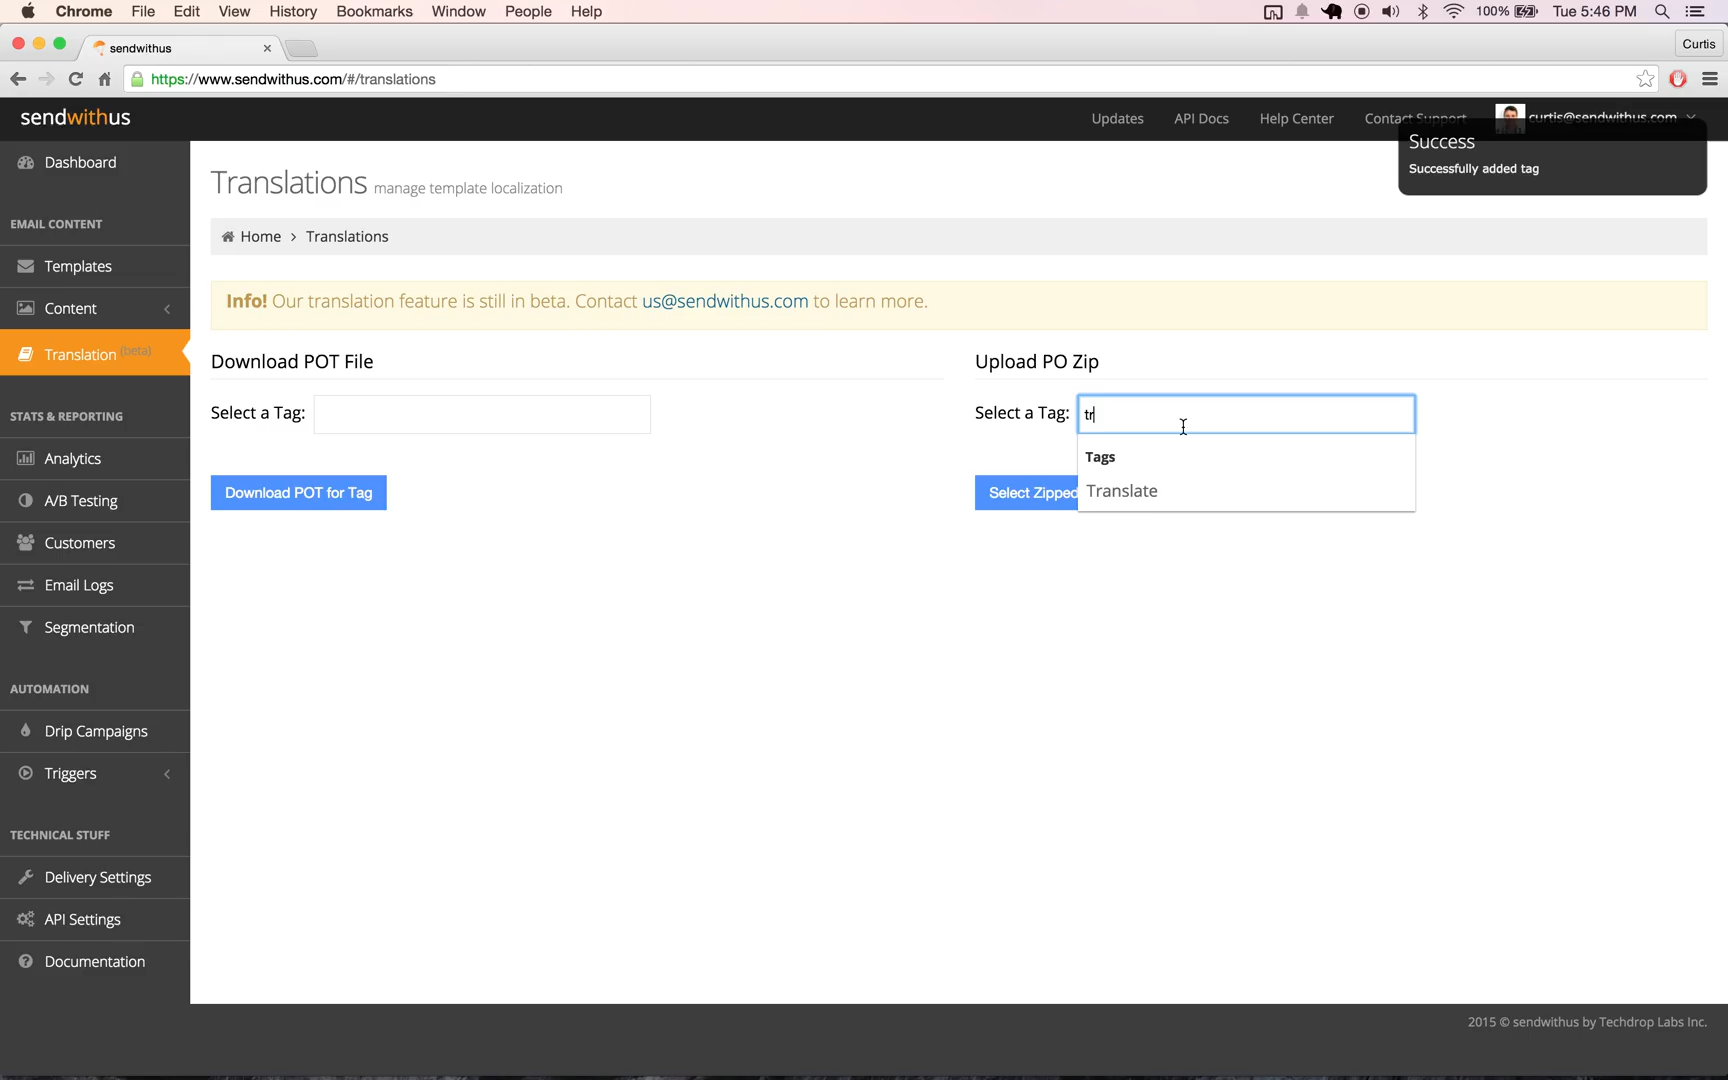 Chrome File Edit View History Bookmarks Window People Help 100% Tue 5:46 PM
sendwithus × Curtis
https://www.sendwithus.com/#/translations
sendwithus Updates API Docs Help Center Contact Support curtis@sendwithus.com
Success
Successfully added tag
Dashboard
EMAIL CONTENT
Templates
Content
Translation (beta)
STATS & REPORTING
Analytics
A/B Testing
Customers
Email Logs
Segmentation
AUTOMATION
Drip Campaigns
Triggers
TECHNICAL STUFF
Delivery Settings
API Settings
Documentation
Translations manage template localization
Home > Translations
Info! Our translation feature is still in beta. Contact us@sendwithus.com to learn more.
Download POT File
Select a Tag:
Download POT for Tag
Upload PO Zip
Select a Tag: tr
Tags
Translate
Select Zipped
2015 © sendwithus by Techdrop Labs Inc.